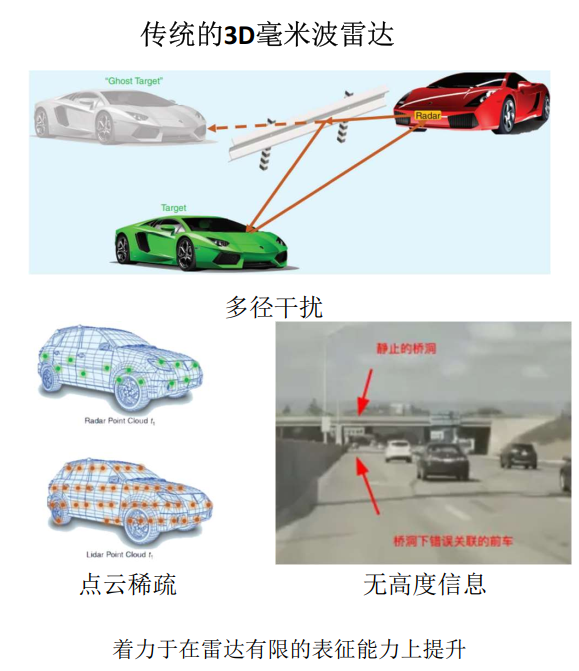 传统的3D毫米波雷达
"Ghost Target"
Radar
Target
多径干扰
静止的桥洞
Radar Point Cloud t₁
桥洞下错误关联的前车
Lidar Point Cloud t₁
点云稀疏
无高度信息
着力于在雷达有限的表征能力上提升